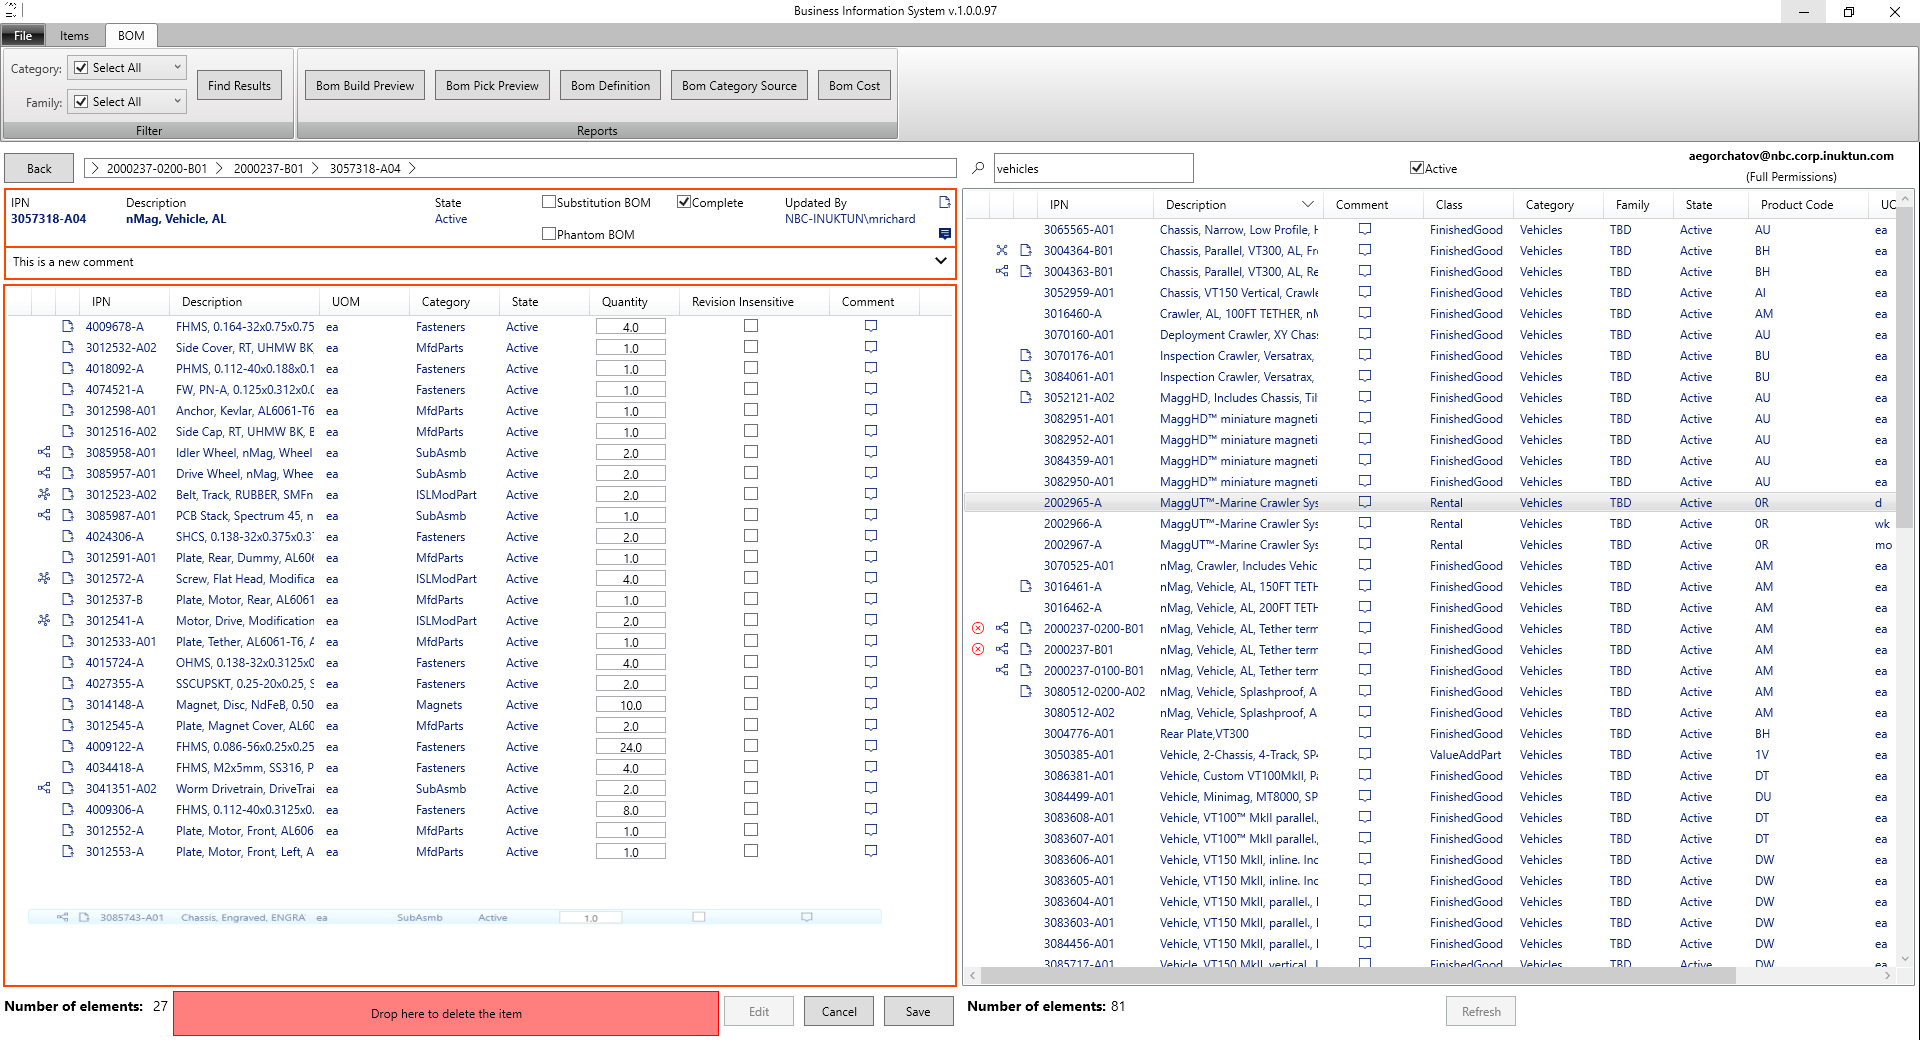 Business Information System v.1.0.0.97
File Items BOM
Category: Select All
Family: Select All
Find Results
Filter
Bom Build Preview Bom Pick Preview Bom Definition Bom Category Source Bom Cost
Reports
Back 2000237-0200-B01 2000237-B01 3057318-A04
vehicles
Active
aegorchatov@nbc.corp.inuktun.com
(Full Permissions)
IPN Description State Substitution BOM Complete Updated By
3057318-A04 nMag, Vehicle, AL Active NBC-INUKTUN\mrichard
Phantom BOM
This is a new comment
IPN Description UOM Category State Quantity Revision Insensitive Comment
4009678-A FHMS, 0.164-32x0.75x0.75 ea Fasteners Active 4.0
3012532-A02 Side Cover, RT, UHMW BK, ea MfdParts Active 1.0
4018092-A PHMS, 0.112-40x0.188x0.1 ea Fasteners Active 1.0
4074521-A FW, PN-A, 0.125x0.312x0.0 ea Fasteners Active 1.0
3012598-A01 Anchor, Kevlar, AL6061-T6 ea MfdParts Active 1.0
3012516-A02 Side Cap, RT, UHMW BK, B ea MfdParts Active 1.0
3085958-A01 Idler Wheel, nMag, Wheel ea SubAsmb Active 2.0
3085957-A01 Drive Wheel, nMag, Whee ea SubAsmb Active 2.0
3012523-A02 Belt, Track, RUBBER, SMFn ea ISLModPart Active 2.0
3085987-A01 PCB Stack, Spectrum 45, n ea SubAsmb Active 1.0
4024306-A SHCS, 0.138-32x0.375x0.37 ea Fasteners Active 2.0
3012591-A01 Plate, Rear, Dummy, AL606 ea MfdParts Active 1.0
3012572-A Screw, Flat Head, Modifica ea ISLModPart Active 4.0
3012537-B Plate, Motor, Rear, AL6061 ea MfdParts Active 1.0
3012541-A Motor, Drive, Modification ea ISLModPart Active 2.0
3012533-A01 Plate, Tether, AL6061-T6, A ea MfdParts Active 1.0
4015724-A OHMS, 0.138-32x0.3125x0 ea Fasteners Active 4.0
4027355-A SSCUPSKT, 0.25-20x0.25, S ea Fasteners Active 2.0
3014148-A Magnet, Disc, NdFeB, 0.50 ea Magnets Active 10.0
3012545-A Plate, Magnet Cover, AL60 ea MfdParts Active 2.0
4009122-A FHMS, 0.086-56x0.25x0.25 ea Fasteners Active 24.0
4034418-A FHMS, M2x5mm, SS316, P ea Fasteners Active 4.0
3041351-A02 Worm Drivetrain, DriveTrai ea SubAsmb Active 2.0
4009306-A FHMS, 0.112-40x0.3125x0. ea Fasteners Active 8.0
3012552-A Plate, Motor, Front, AL606 ea MfdParts Active 1.0
3012553-A Plate, Motor, Front, Left, A ea MfdParts Active 1.0
3085743-A01 Chassis, Engraved, ENGRA ea SubAsmb Active 1.0
Number of elements: 27 Drop here to delete the item Edit Cancel Save
IPN Description Comment Class Category Family State Product Code UC
3065565-A01 Chassis, Narrow, Low Profile, H FinishedGood Vehicles TBD Active AU ea
3004364-B01 Chassis, Parallel, VT300, AL, Fr FinishedGood Vehicles TBD Active BH ea
3004363-B01 Chassis, Parallel, VT300, AL, Re FinishedGood Vehicles TBD Active BH ea
3052959-A01 Chassis, VT150 Vertical, Crawle FinishedGood Vehicles TBD Active AI ea
3016460-A Crawler, AL, 100FT TETHER, nM FinishedGood Vehicles TBD Active AM ea
3070160-A01 Deployment Crawler, XY Chas: FinishedGood Vehicles TBD Active AU ea
3070176-A01 Inspection Crawler, Versatrax, FinishedGood Vehicles TBD Active BU ea
3084061-A01 Inspection Crawler, Versatrax, FinishedGood Vehicles TBD Active BU ea
3052121-A02 MaggHD, Includes Chassis, Til FinishedGood Vehicles TBD Active AU ea
3082951-A01 MaggHD™ miniature magneti FinishedGood Vehicles TBD Active AU ea
3082952-A01 MaggHD™ miniature magneti FinishedGood Vehicles TBD Active AU ea
3084359-A01 MaggHD™ miniature magneti FinishedGood Vehicles TBD Active AU ea
3082950-A01 MaggHD™ miniature magneti FinishedGood Vehicles TBD Active AU ea
2002965-A MaggUT™-Marine Crawler Sys Rental Vehicles TBD Active 0R d
2002966-A MaggUT™-Marine Crawler Sys Rental Vehicles TBD Active 0R wk
2002967-A MaggUT™-Marine Crawler Sys Rental Vehicles TBD Active 0R mo
3070525-A01 nMag, Crawler, Includes Vehic FinishedGood Vehicles TBD Active AM ea
3016461-A nMag, Vehicle, AL, 150FT TETH FinishedGood Vehicles TBD Active AM ea
3016462-A nMag, Vehicle, AL, 200FT TETH FinishedGood Vehicles TBD Active AM ea
2000237-0200-B01 nMag, Vehicle, AL, Tether term FinishedGood Vehicles TBD Active AM ea
2000237-B01 nMag, Vehicle, AL, Tether term FinishedGood Vehicles TBD Active AM ea
2000237-0100-B01 nMag, Vehicle, AL, Tether term FinishedGood Vehicles TBD Active AM ea
3080512-0200-A02 nMag, Vehicle, Splashproof, A FinishedGood Vehicles TBD Active AM ea
3080512-A02 nMag, Vehicle, Splashproof, A FinishedGood Vehicles TBD Active AM ea
3004776-A01 Rear Plate,VT300 FinishedGood Vehicles TBD Active BH ea
3050385-A01 Vehicle, 2-Chassis, 4-Track, SP4 ValueAddPart Vehicles TBD Active 1V ea
3086381-A01 Vehicle, Custom VT100MkII, Pa FinishedGood Vehicles TBD Active DT ea
3084499-A01 Vehicle, Minimag, MT8000, SP FinishedGood Vehicles TBD Active DU ea
3083608-A01 Vehicle, VT100™ MkII parallel., FinishedGood Vehicles TBD Active DT ea
3083607-A01 Vehicle, VT100™ MkII parallel., FinishedGood Vehicles TBD Active DT ea
3083606-A01 Vehicle, VT150 MkII, inline. Inc FinishedGood Vehicles TBD Active DW ea
3083605-A01 Vehicle, VT150 MkII, inline. Inc FinishedGood Vehicles TBD Active DW ea
3083604-A01 Vehicle, VT150 MkII, parallel., I FinishedGood Vehicles TBD Active DW ea
3083603-A01 Vehicle, VT150 MkII, parallel., I FinishedGood Vehicles TBD Active DW ea
3084456-A01 Vehicle, VT150 MkII, parallel., I FinishedGood Vehicles TBD Active DW ea
3085717-A01 Vehicle, VT150 MkII, vertical., I FinishedGood Vehicles TBD Active DW ea
Number of elements: 81 Refresh